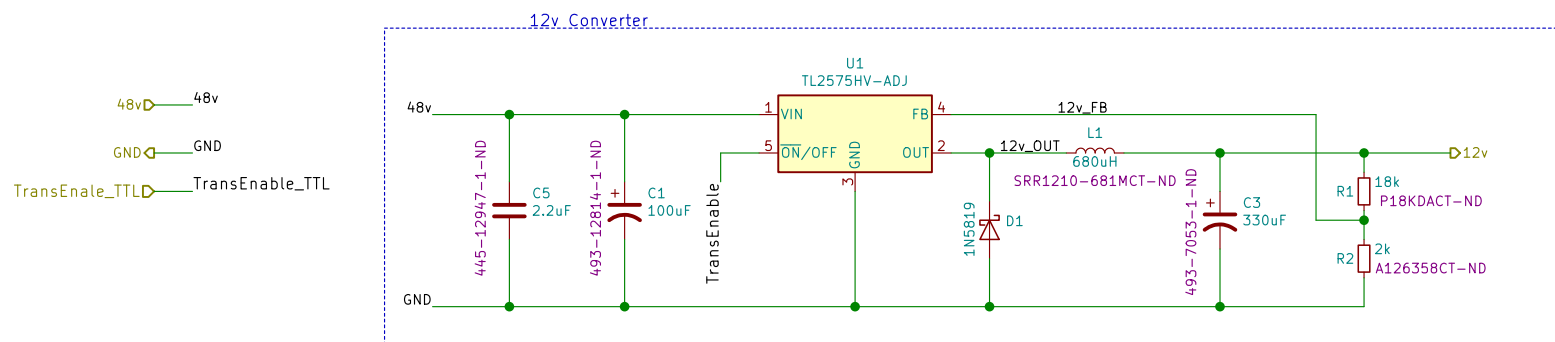 12v Converter
48v
48v
GND
GND
TransEnale_TTL
TransEnable_TTL
48v
GND
445-12947-1-ND
C5
2.2uF
493-12814-1-ND
+
C1
100uF
TransEnable
U1
TL2575HV-ADJ
1
VIN
5
ON/OFF
GND
3
FB
4
OUT
2
12v_FB
12v_OUT
L1
680uH
SRR1210-681MCT-ND
1N5819
D1
493-7053-1-ND
+
C3
330uF
12v
R1
18k
P18KDACT-ND
R2
2k
A126358CT-ND